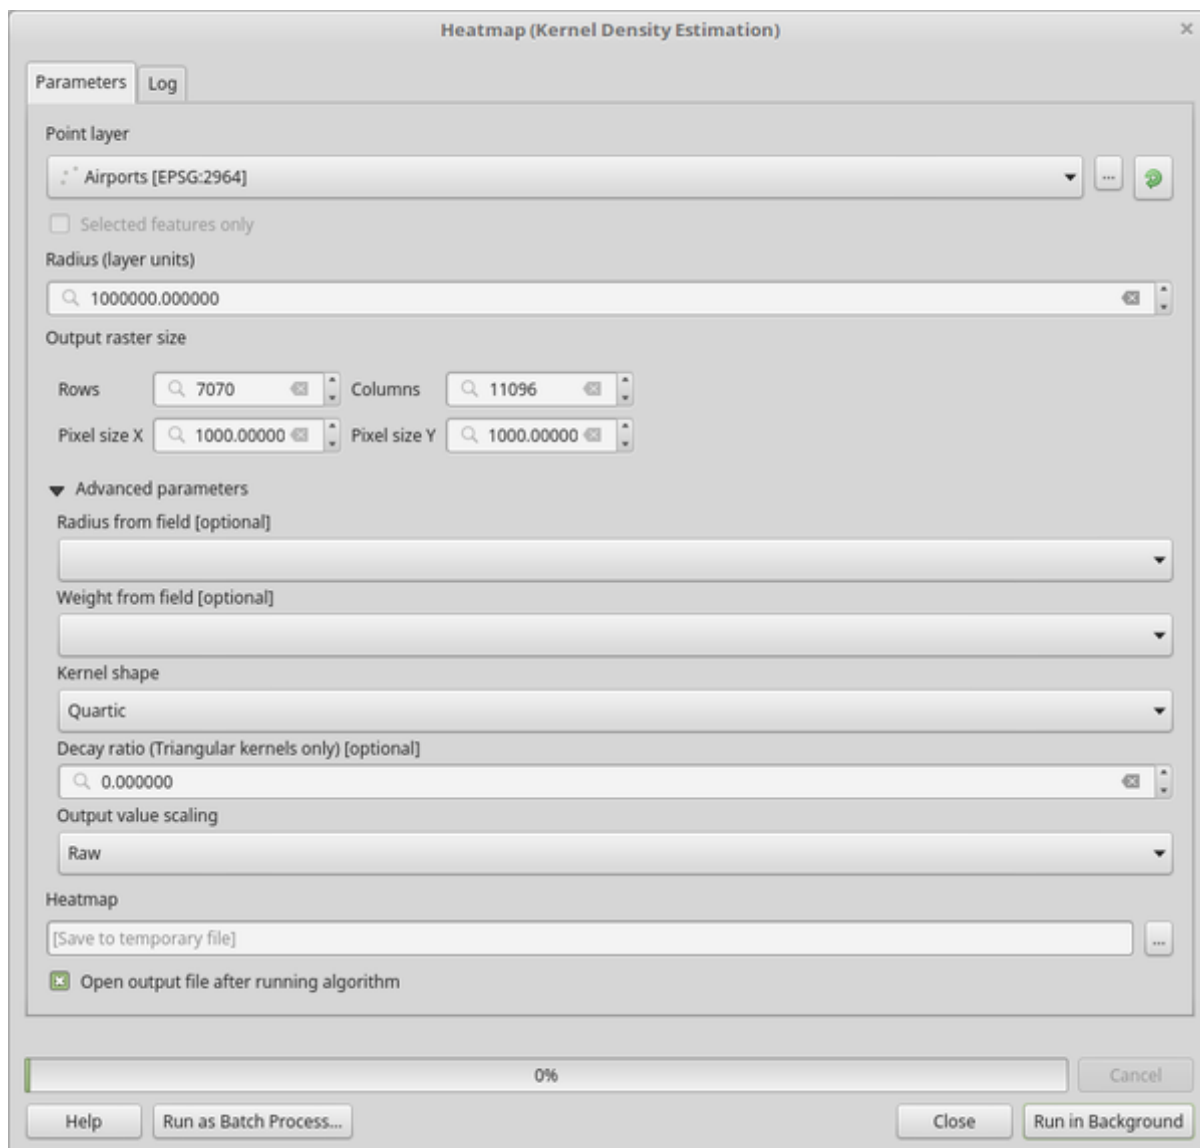 Heatmap (Kernel Density Estimation)
Parameters Log
Point layer
Airports [EPSG:2964] ...
Selected features only
Radius (layer units)
1000000.000000
Output raster size
Rows 7070 Columns 11096
Pixel size X 1000.00000 Pixel size Y 1000.00000
Advanced parameters
Radius from field [optional]
Weight from field [optional]
Kernel shape
Quartic
Decay ratio (Triangular kernels only) [optional]
0.000000
Output value scaling
Raw
Heatmap
[Save to temporary file] ...
Open output file after running algorithm
0% Cancel
Help Run as Batch Process... Close Run in Background